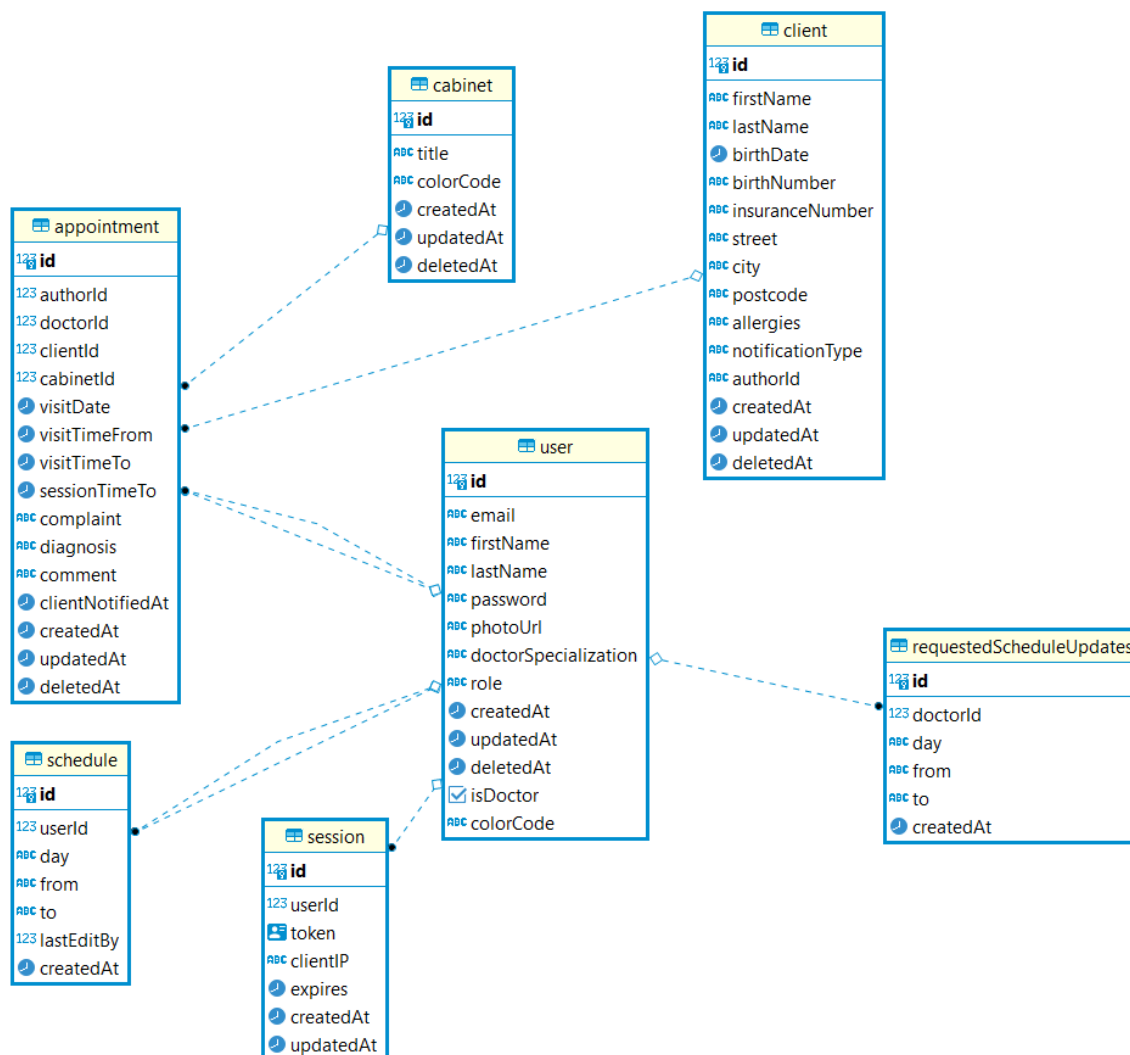 client
id
firstName
lastName
birthDate
birthNumber
insuranceNumber
street
city
postcode
allergies
notificationType
authorId
createdAt
updatedAt
deletedAt
cabinet
id
title
colorCode
createdAt
updatedAt
deletedAt
appointment
id
authorId
doctorId
clientId
cabinetId
visitDate
visitTimeFrom
visitTimeTo
sessionTimeTo
complaint
diagnosis
comment
clientNotifiedAt
createdAt
updatedAt
deletedAt
user
id
email
firstName
lastName
password
photoUrl
doctorSpecialization
role
createdAt
updatedAt
deletedAt
isDoctor
colorCode
requestedScheduleUpdates
id
doctorId
day
from
to
createdAt
schedule
id
userId
day
from
to
lastEditBy
createdAt
session
id
userId
token
clientIP
expires
createdAt
updatedAt